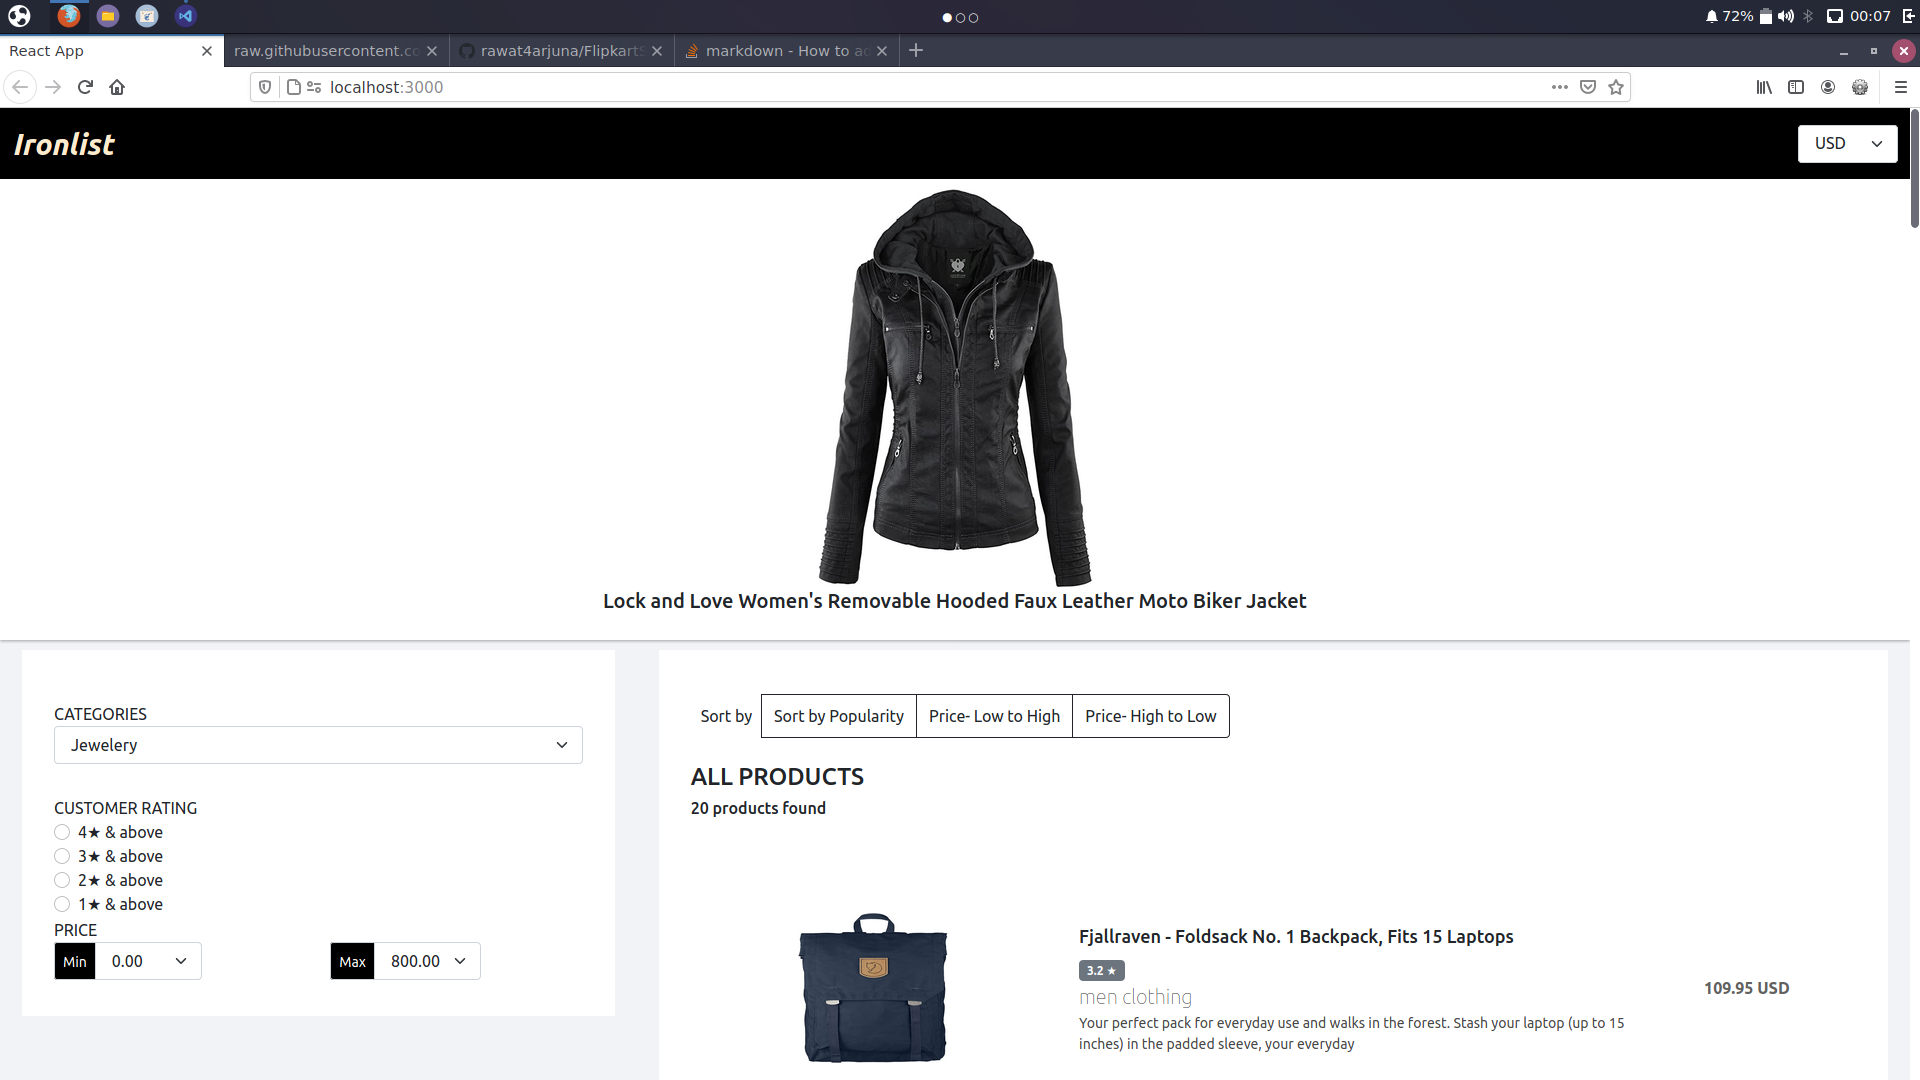 72%
00:07
React App
raw.githubusercontent.co
rawat4arjuna/Flipkart
markdown - How to a
localhost:3000
Ironlist
USD
Lock and Love Women's Removable Hooded Faux Leather Moto Biker Jacket
CATEGORIES
Jewelery
CUSTOMER RATING
4★ & above
3★ & above
2★ & above
1★ & above
PRICE
Min 0.00
Max 800.00
Sort by Sort by Popularity Price- Low to High Price- High to Low
ALL PRODUCTS
20 products found
Fjallraven - Foldsack No. 1 Backpack, Fits 15 Laptops
3.2 ★
men clothing
109.95 USD
Your perfect pack for everyday use and walks in the forest. Stash your laptop (up to 15
inches) in the padded sleeve, your everyday